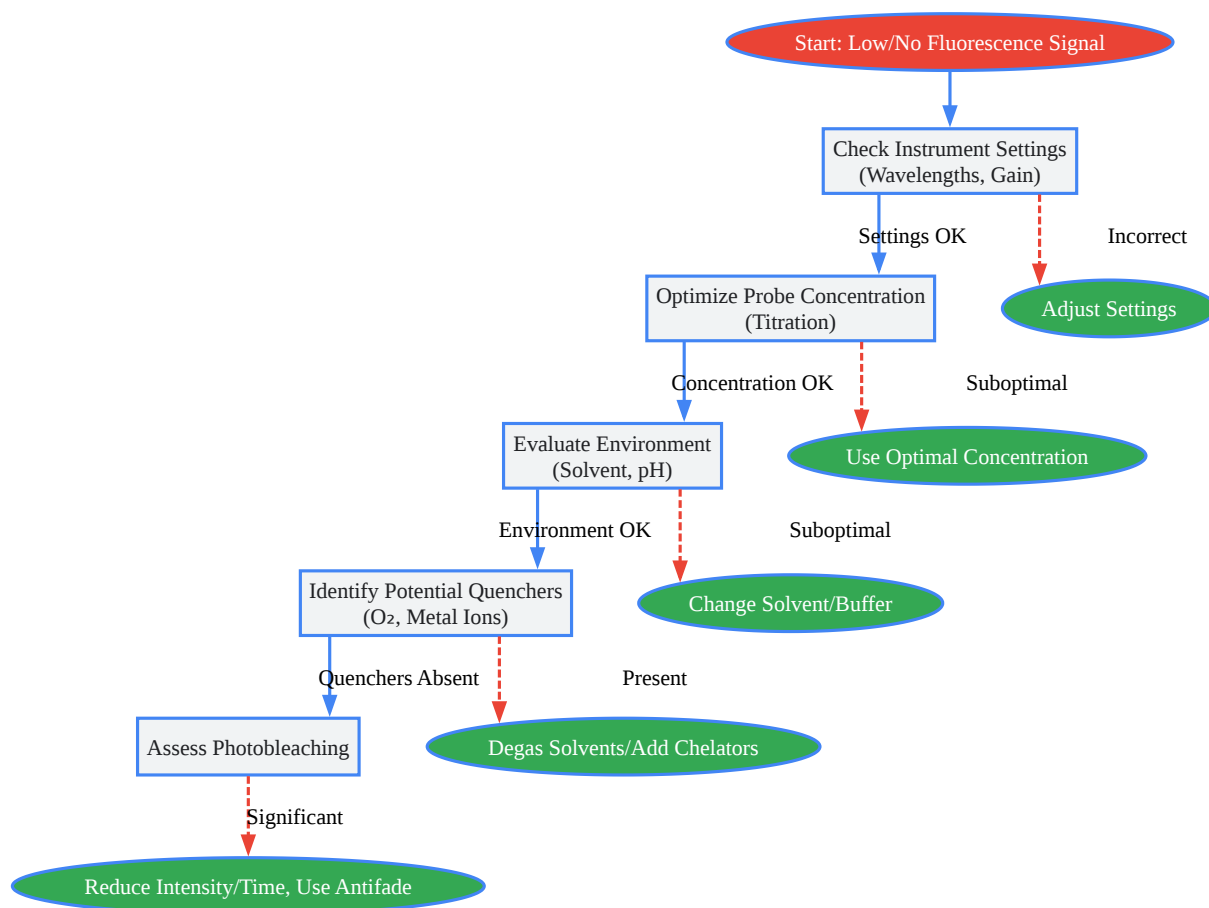 Start: Low/No Fluorescence Signal
Check Instrument Settings
(Wavelengths, Gain)
Settings OK
Incorrect
Optimize Probe Concentration
(Titration)
Adjust Settings
Concentration OK
Suboptimal
Evaluate Environment
(Solvent, pH)
Use Optimal Concentration
Environment OK
Suboptimal
Identify Potential Quenchers
(O₂, Metal Ions)
Change Solvent/Buffer
Quenchers Absent
Present
Assess Photobleaching
Degas Solvents/Add Chelators
Significant
Reduce Intensity/Time, Use Antifade